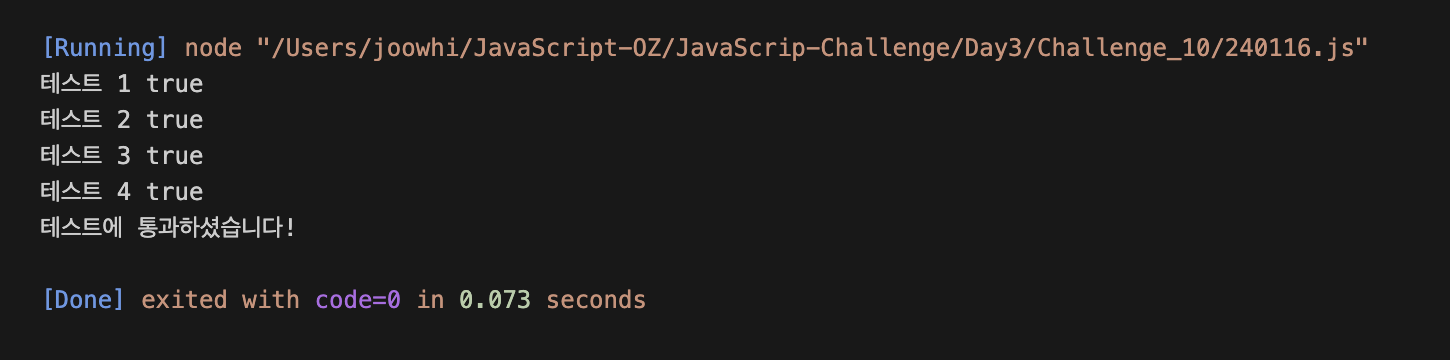 [Running] node "/Users/joowhi/JavaScript-OZ/JavaScrip-Challenge/Day3/Challenge_10/240116.js"
테스트 1 true
테스트 2 true
테스트 3 true
테스트 4 true
테스트에 통과하셨습니다!
[Done] exited with code=0 in 0.073 seconds